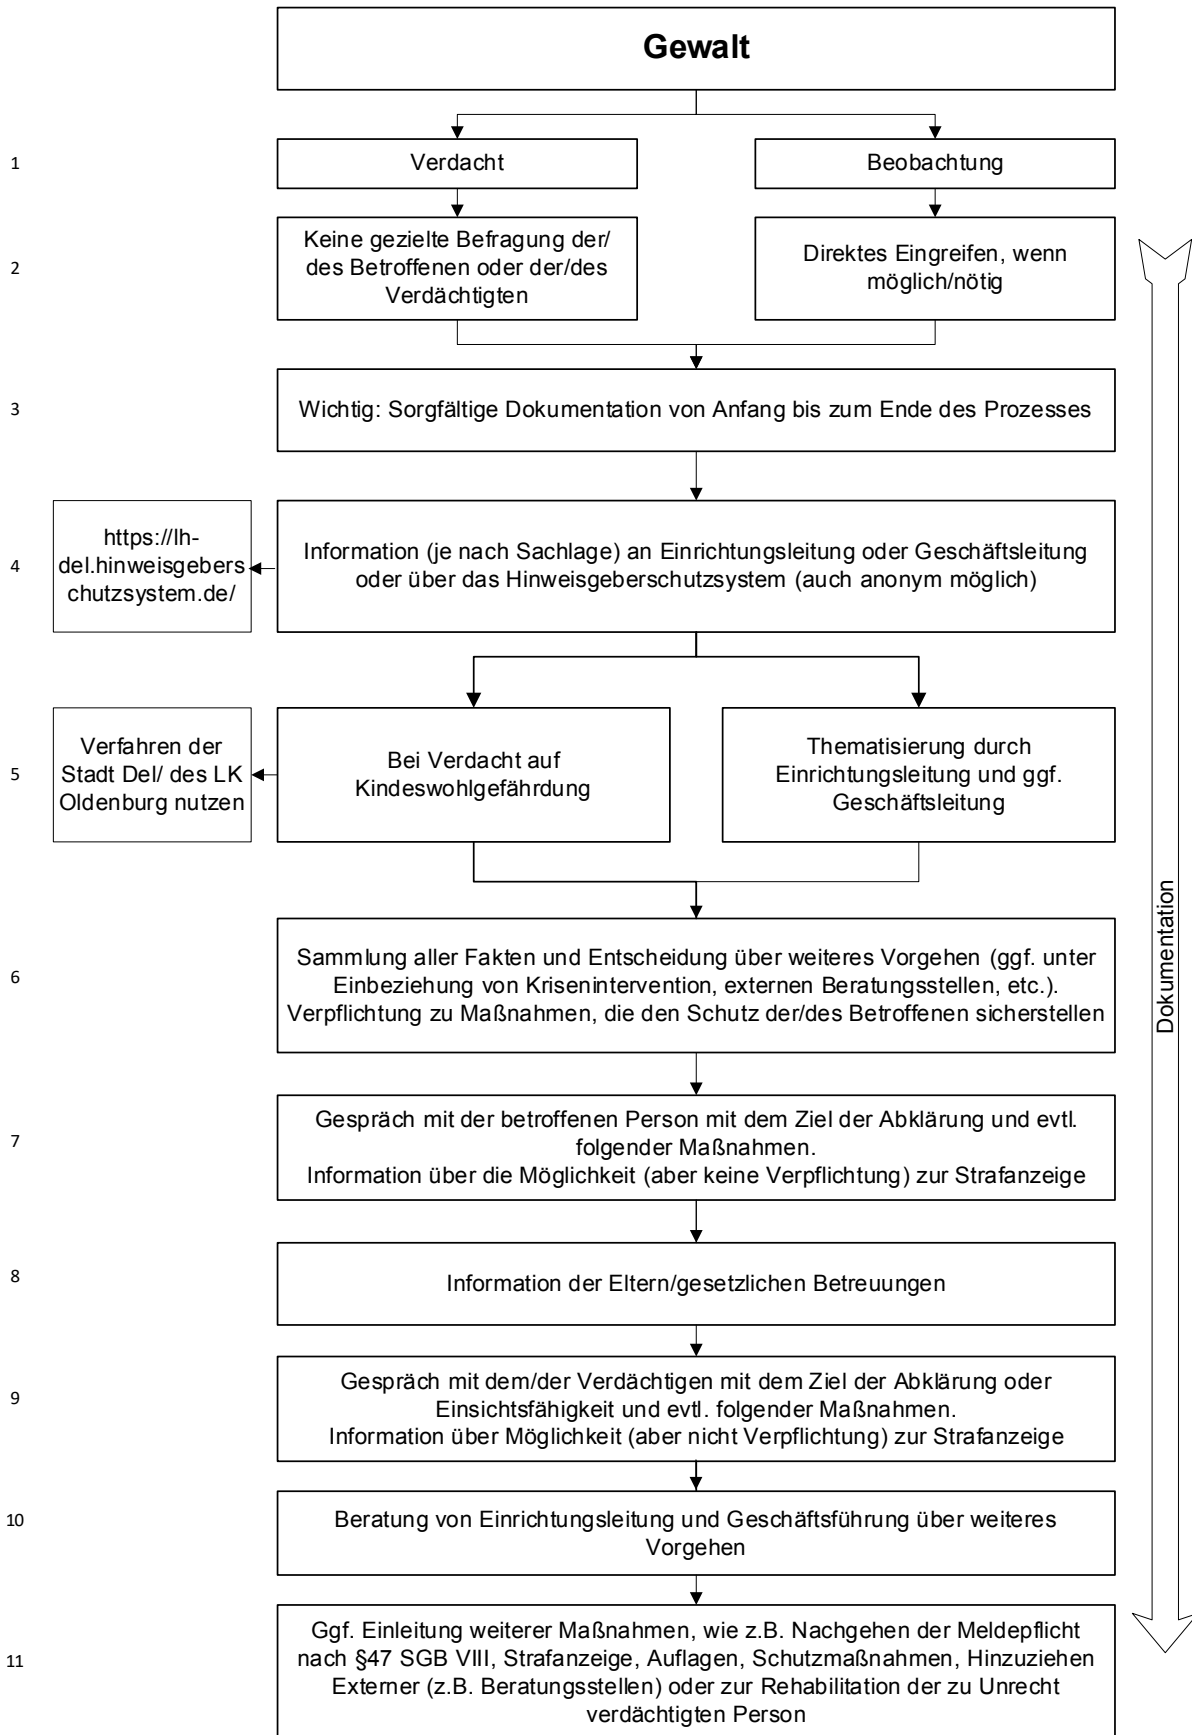 Gewalt
1
Verdacht
Beobachtung
2
Keine gezielte Befragung der/
des Betroffenen oder der/des
Verdächtigten
Direktes Eingreifen, wenn
möglich/nötig
3
Wichtig: Sorgfältige Dokumentation von Anfang bis zum Ende des Prozesses
4
https://lh-
del.hinweisgebers
chutzsystem.de/
Information (je nach Sachlage) an Einrichtungsleitung oder Geschäftsleitung
oder über das Hinweisgeberschutzsystem (auch anonym möglich)
5
Verfahren der
Stadt Del/ des LK
Oldenburg nutzen
Bei Verdacht auf
Kindeswohlgefährdung
Thematisierung durch
Einrichtungsleitung und ggf.
Geschäftsleitung
6
Sammlung aller Fakten und Entscheidung über weiteres Vorgehen (ggf. unter
Einbeziehung von Krisenintervention, externen Beratungsstellen, etc.).
Verpflichtung zu Maßnahmen, die den Schutz der/des Betroffenen sicherstellen
Dokumentation
7
Gespräch mit der betroffenen Person mit dem Ziel der Abklärung und evtl.
folgender Maßnahmen.
Information über die Möglichkeit (aber keine Verpflichtung) zur Strafanzeige
8
Information der Eltern/gesetzlichen Betreuungen
9
Gespräch mit dem/der Verdächtigen mit dem Ziel der Abklärung oder
Einsichtsfähigkeit und evtl. folgender Maßnahmen.
Information über Möglichkeit (aber nicht Verpflichtung) zur Strafanzeige
10
Beratung von Einrichtungsleitung und Geschäftsführung über weiteres
Vorgehen
11
Ggf. Einleitung weiterer Maßnahmen, wie z.B. Nachgehen der Meldepflicht
nach §47 SGB VIII, Strafanzeige, Auflagen, Schutzmaßnahmen, Hinzuziehen
Externer (z.B. Beratungsstellen) oder zur Rehabilitation der zu Unrecht
verdächtigten Person